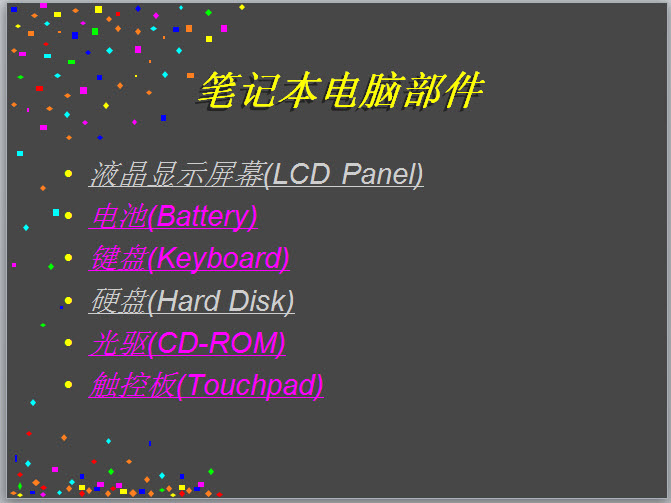 笔记本电脑部件
液晶显示屏幕(LCD Panel)
电池(Battery)
键盘(Keyboard)
硬盘(Hard Disk)
光驱(CD-ROM)
触控板(Touchpad)